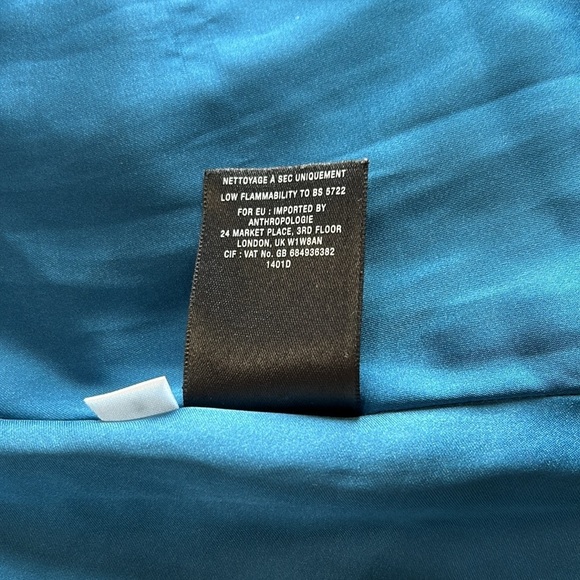 NETTOYAGE À SEC UNIQUEMENT
LOW FLAMMABILITY TO BS 5722
FOR EU : IMPORTED BY
ANTHROPOLOGIE
24 MARKET PLACE, 3RD FLOOR
LONDON, UK W1W8AN
CIF : VAT No. GB 684936382
1401D